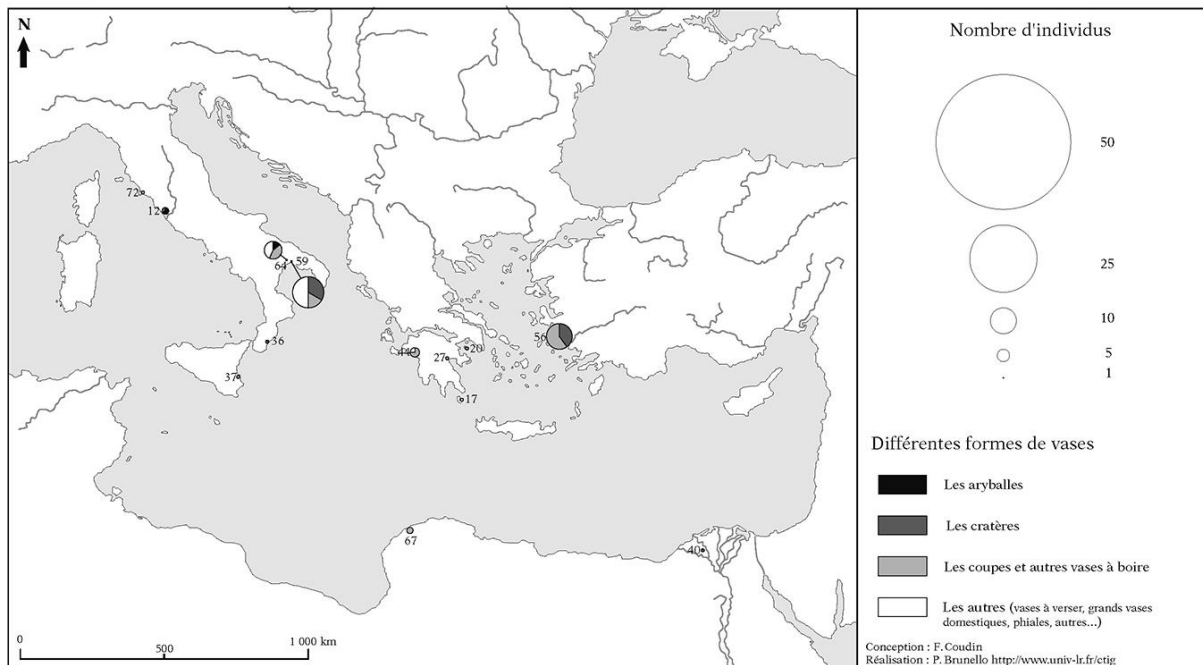 N
72
12
64
59
36
37
44
27
20
17
56
67
40
0
500
1 000 km
Nombre d'individus
50
25
10
5
1
Différentes formes de vases
Les aryballes
Les cratères
Les coupes et autres vases à boire
Les autres (vases à verser, grands vases
domestiques, phiales, autres...)
Conception : F. Coudin
Réalisation : P. Brunello http://www.univ-lr.fr/ctig